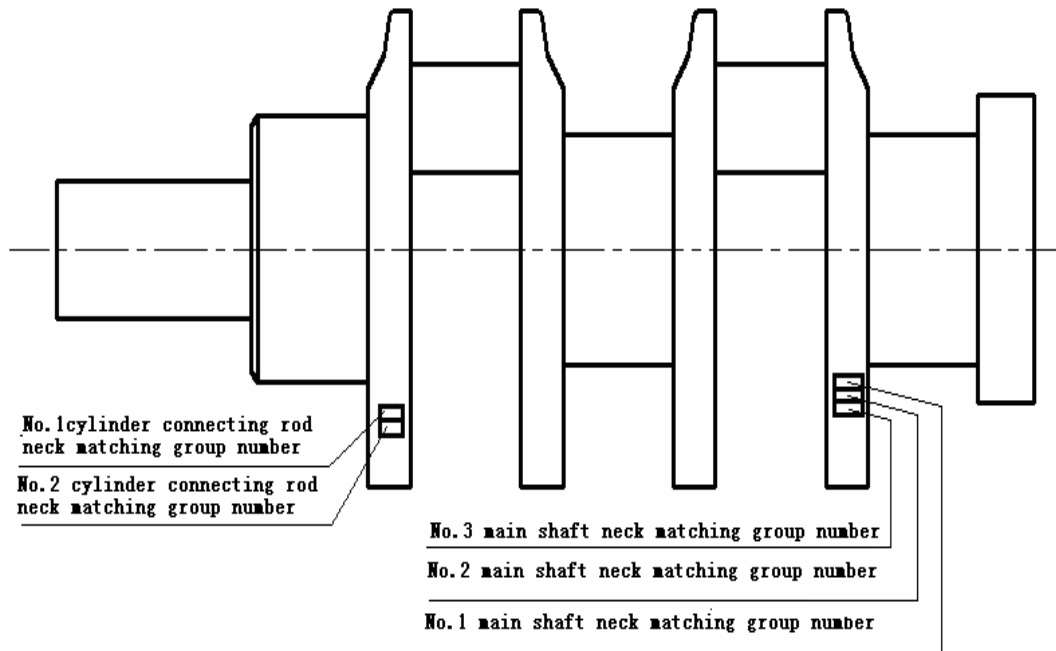 No.1cylinder connecting rod
neck matching group number
No.2 cylinder connecting rod
neck matching group number
No.3 main shaft neck matching group number
No.2 main shaft neck matching group number
No.1 main shaft neck matching group number